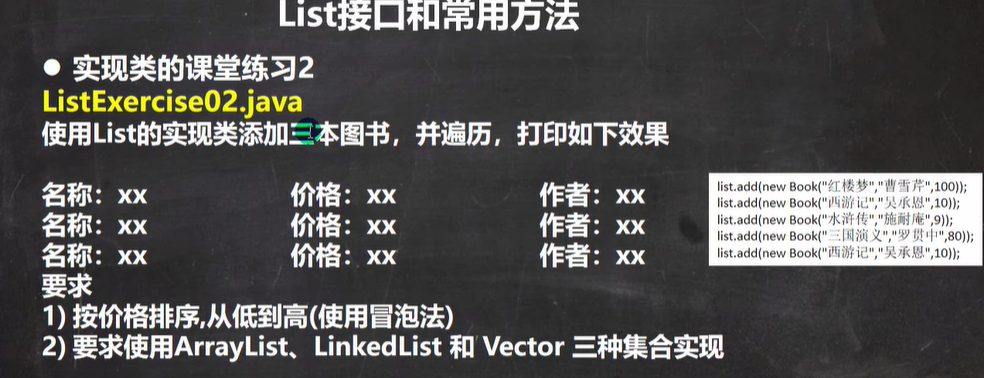 List接口和常用方法
● 实现类的课堂练习2
ListExercise02.java
使用List的实现类添加三本图书，并遍历，打印如下效果
名称：xx 价格：xx 作者：xx
名称：xx 价格：xx 作者：xx
名称：xx 价格：xx 作者：xx
list.add(new Book("红楼梦","曹雪芹",100));
list.add(new Book("西游记","吴承恩",10));
list.add(new Book("水浒传","施耐庵",9));
list.add(new Book("三国演义","罗贯中",80));
list.add(new Book("西游记","吴承恩",10));
要求
1) 按价格排序,从低到高(使用冒泡法)
2) 要求使用ArrayList、LinkedList 和 Vector 三种集合实现